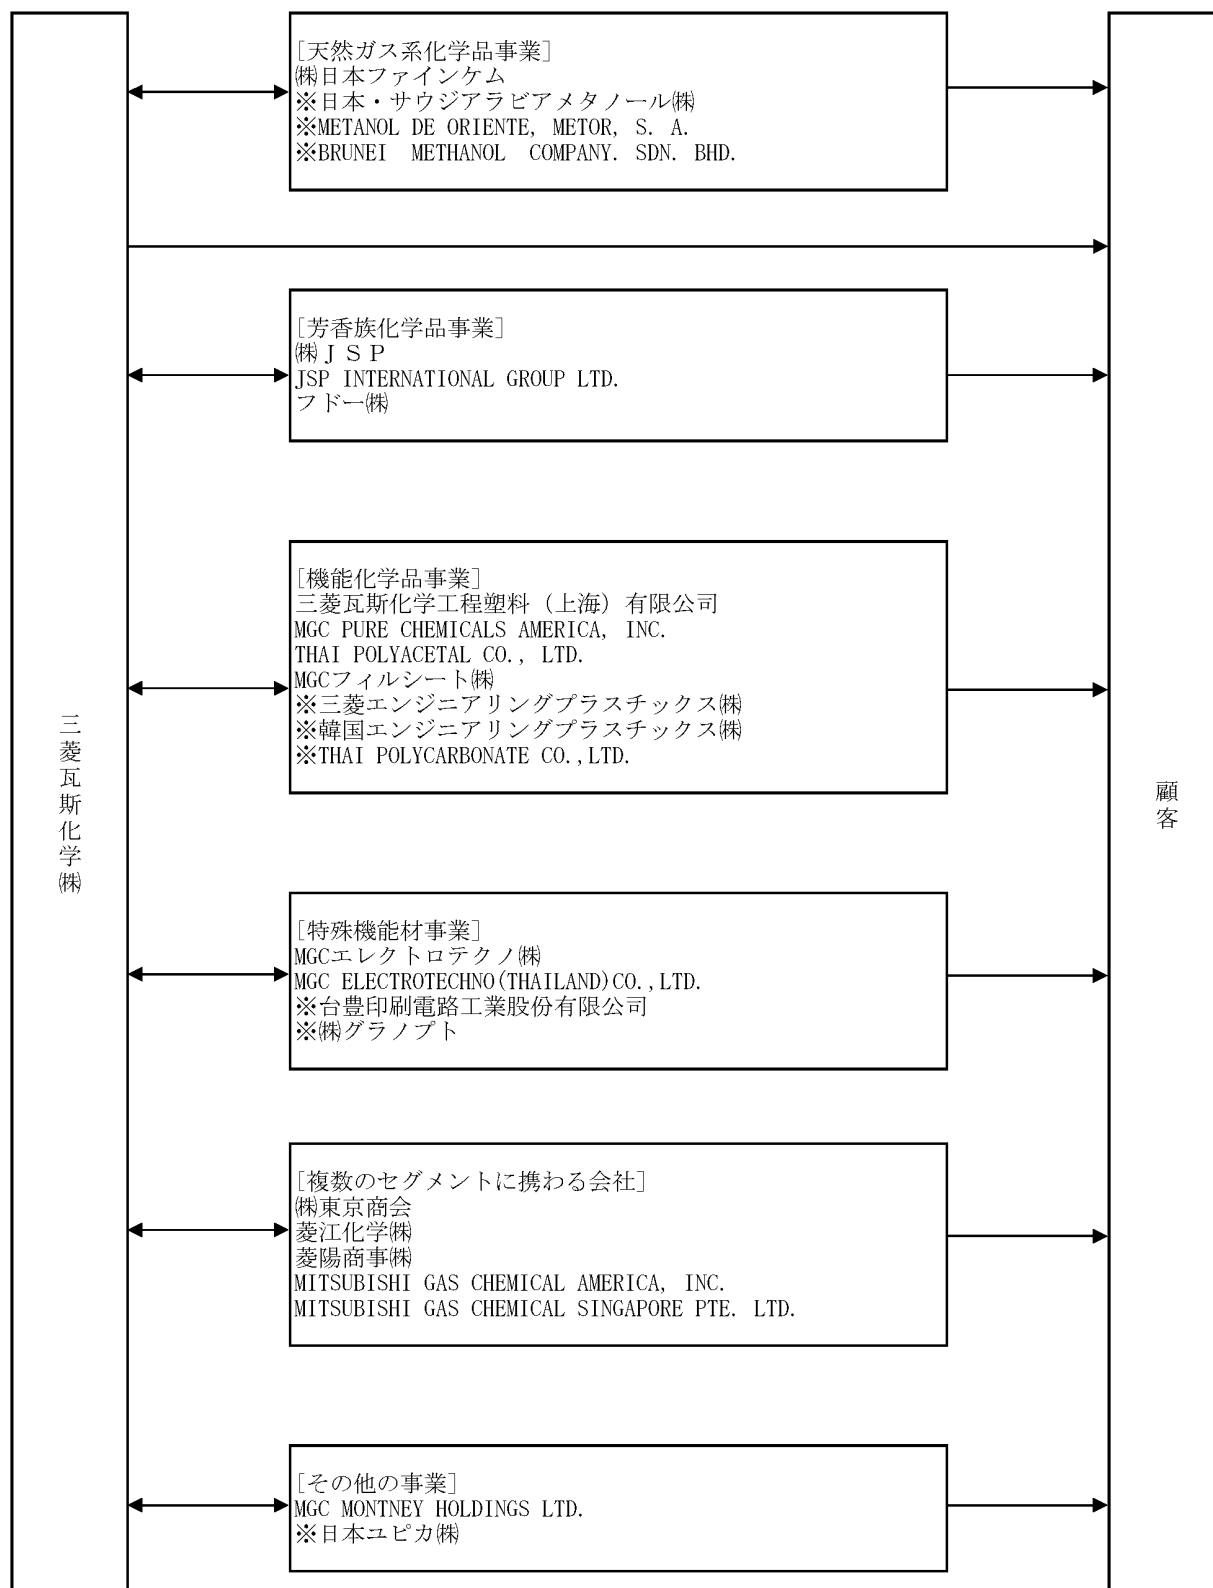 三菱瓦斯化学㈱
[天然ガス系化学品事業]
㈱日本ファインケム
※日本・サウジアラビアメタノール㈱
※METANOL DE ORIENTE, METOR, S. A.
※BRUNEI METHANOL COMPANY. SDN. BHD.
[芳香族化学品事業]
㈱ＪＳＰ
JSP INTERNATIONAL GROUP LTD.
フドー㈱
[機能化学品事業]
三菱瓦斯化学工程塑料（上海）有限公司
MGC PURE CHEMICALS AMERICA, INC.
THAI POLYACETAL CO., LTD.
MGCフィルシート㈱
※三菱エンジニアリングプラスチックス㈱
※韓国エンジニアリングプラスチックス㈱
※THAI POLYCARBONATE CO.,LTD.
[特殊機能材事業]
MGCエレクトロテクノ㈱
MGC ELECTROTECHNO(THAILAND)CO.,LTD.
※台豊印刷電路工業股份有限公司
※㈱グラノプト
[複数のセグメントに携わる会社]
㈱東京商会
菱江化学㈱
菱陽商事㈱
MITSUBISHI GAS CHEMICAL AMERICA, INC.
MITSUBISHI GAS CHEMICAL SINGAPORE PTE. LTD.
[その他の事業]
MGC MONTNEY HOLDINGS LTD.
※日本ユピカ㈱
顧客